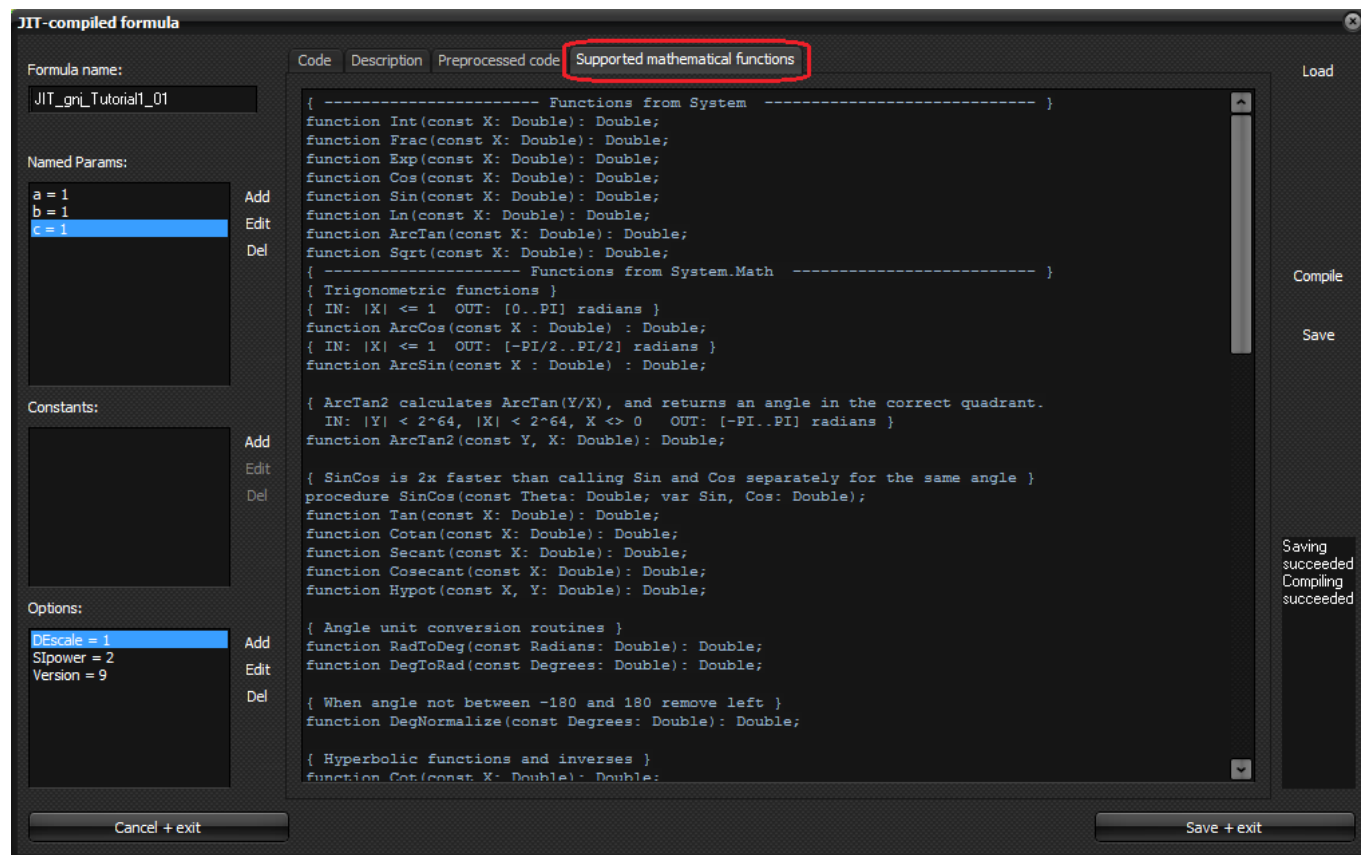 JIT-compiled formula
Formula name:
JIT_gnj_Tutorial1_01
Named Params:
a = 1
b = 1
c = 1
Add
Edit
Del
Constants:
Add
Edit
Del
Options:
DEscale = 1
SIpower = 2
Version = 9
Add
Edit
Del
Cancel + exit
Code
Description
Preprocessed code
Supported mathematical functions
{ ----------------------- Functions from System ----------------------------- }
function Int(const X: Double): Double;
function Frac(const X: Double): Double;
function Exp(const X: Double): Double;
function Cos(const X: Double): Double;
function Sin(const X: Double): Double;
function Ln(const X: Double): Double;
function ArcTan(const X: Double): Double;
function Sqrt(const X: Double): Double;
{ --------------------- Functions from System.Math -------------------------- }
{ Trigonometric functions }
{ IN: |X| <= 1  OUT: [0..PI] radians }
function ArcCos(const X : Double) : Double;
{ IN: |X| <= 1  OUT: [-PI/2..PI/2] radians }
function ArcSin(const X : Double) : Double;
{ ArcTan2 calculates ArcTan(Y/X), and returns an angle in the correct quadrant.
IN: |Y| < 2^64, |X| < 2^64, X <> 0   OUT: [-PI..PI] radians }
function ArcTan2(const Y, X: Double): Double;
{ SinCos is 2x faster than calling Sin and Cos separately for the same angle }
procedure SinCos(const Theta: Double; var Sin, Cos: Double);
function Tan(const X: Double): Double;
function Cotan(const X: Double): Double;
function Secant(const X: Double): Double;
function Cosecant(const X: Double): Double;
function Hypot(const X, Y: Double): Double;
{ Angle unit conversion routines }
function RadToDeg(const Radians: Double): Double;
function DegToRad(const Degrees: Double): Double;
{ When angle not between -180 and 180 remove left }
function DegNormalize(const Degrees: Double): Double;
{ Hyperbolic functions and inverses }
function Cot(const X: Double): Double;
Load
Compile
Save
Saving
succeeded
Compiling
succeeded
Save + exit